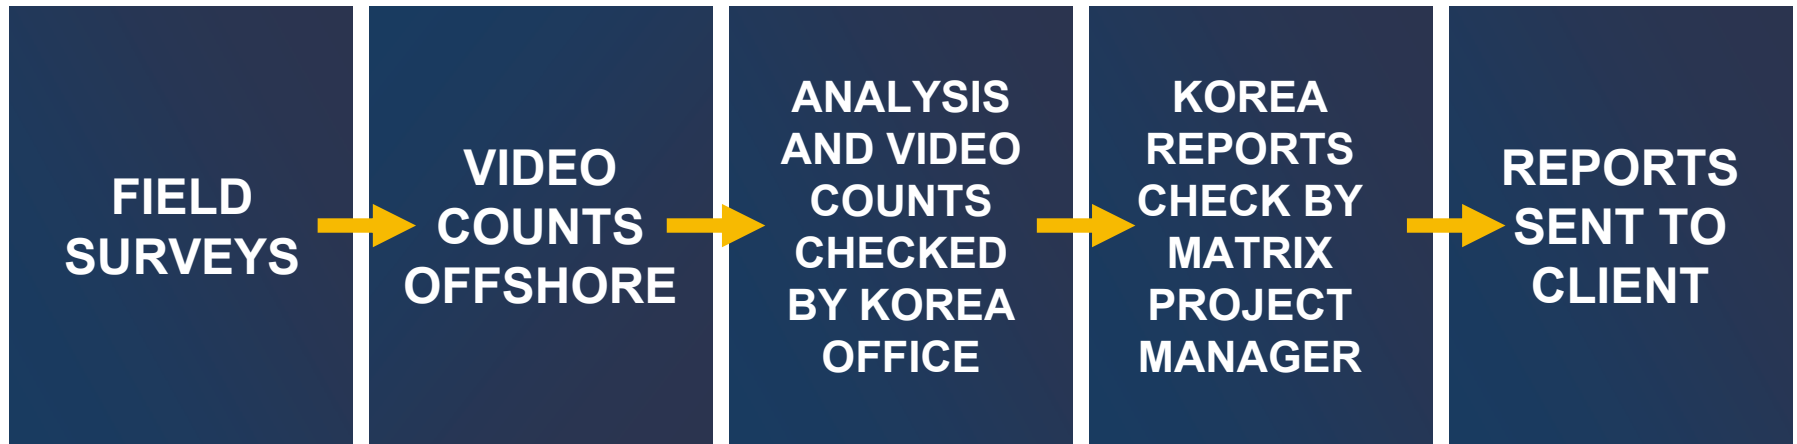 FIELD
SURVEYS
VIDEO
COUNTS
OFFSHORE
ANALYSIS
AND VIDEO
COUNTS
CHECKED
BY KOREA
OFFICE
KOREA
REPORTS
CHECK BY
MATRIX
PROJECT
MANAGER
REPORTS
SENT TO
CLIENT